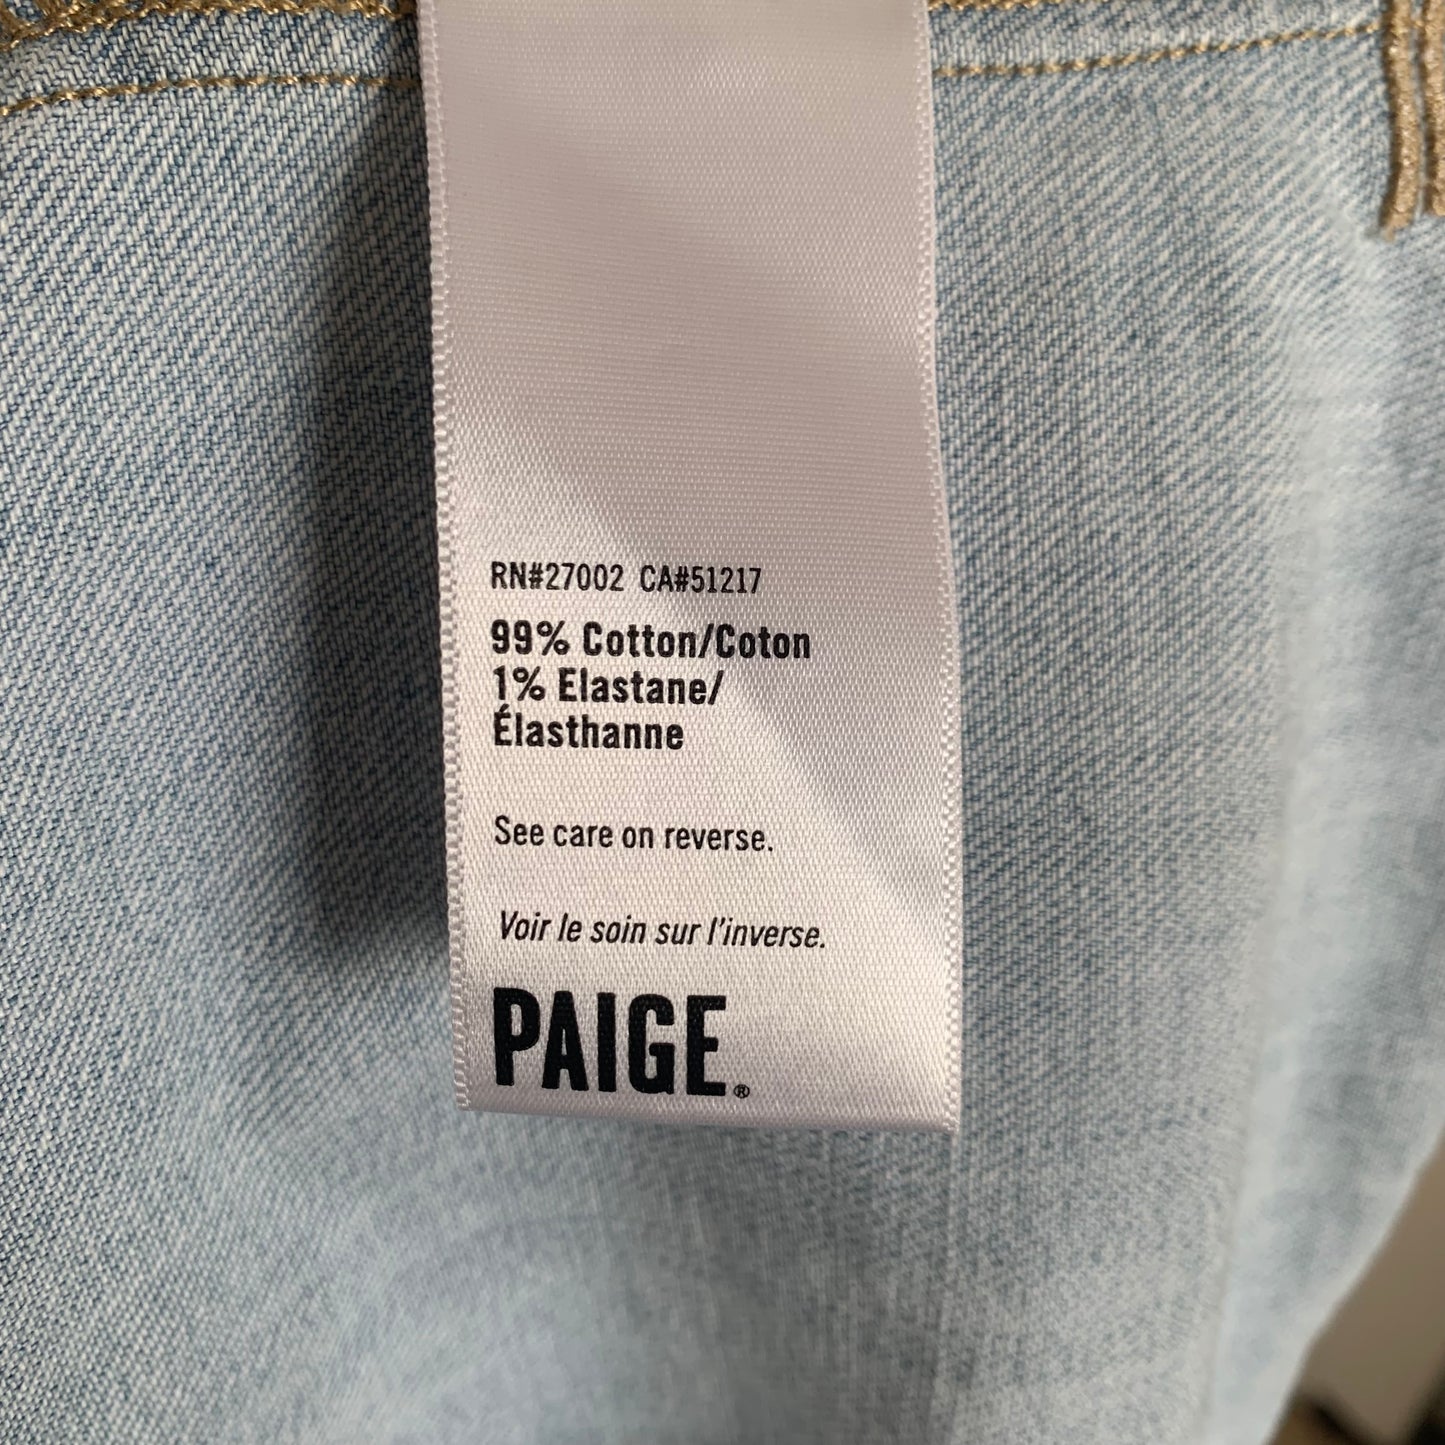 RN#27002 CA#51217
99% Cotton/Coton
1% Elastane/
Élasthanne
See care on reverse.
Voir le soin sur l'inverse.
PAIGE®